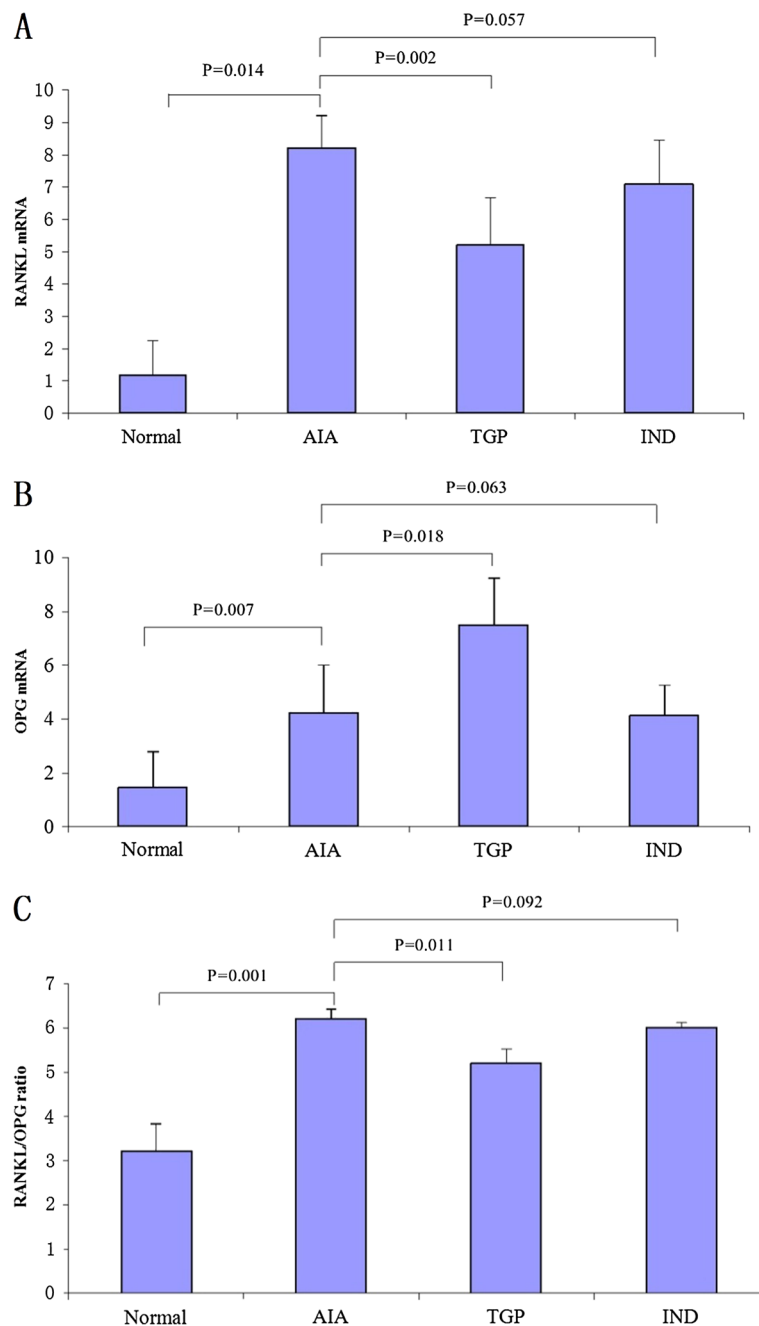 A
P=0.057
P=0.002
P=0.014
10
9
8
7
6
5
4
3
2
1
0
RANKL mRNA
Normal AIA TGP IND
B
P=0.063
P=0.018
P=0.007
10
8
6
4
2
0
OPG mRNA
Normal AIA TGP IND
C
P=0.092
P=0.011
P=0.001
7
6
5
4
3
2
1
0
RANKL/OPG ratio
Normal AIA TGP IND